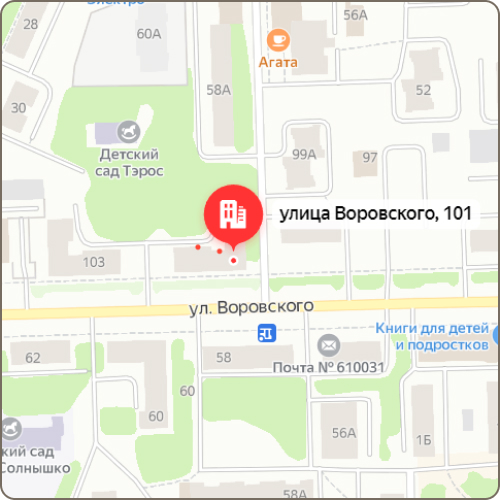 Электро
28
60А
56А
Агата
58А
52
30
Детский
сад Тэрос
99А
97
улица Воровского, 101
103
ул. Воровского
Книги для детей
и подростков
62
58
Почта № 610031
60
60
56А
1Б
кий сад
Солнышко